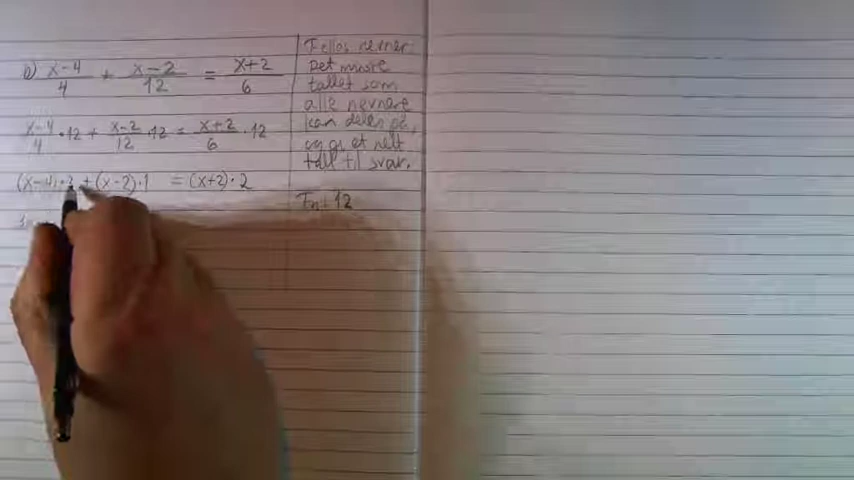 a) x-4/4 + x-2/12 = x+2/6
x-4/4 · 12 + x-2/12 · 12 = x+2/6 · 12
(x-4)·3 + (x-2)·1 = (x+2)·2
Felles nevner:
Det minste
tallet som
alle nevnere
kan deles på,
og gi et helt
tall til svar.
Fn: 12